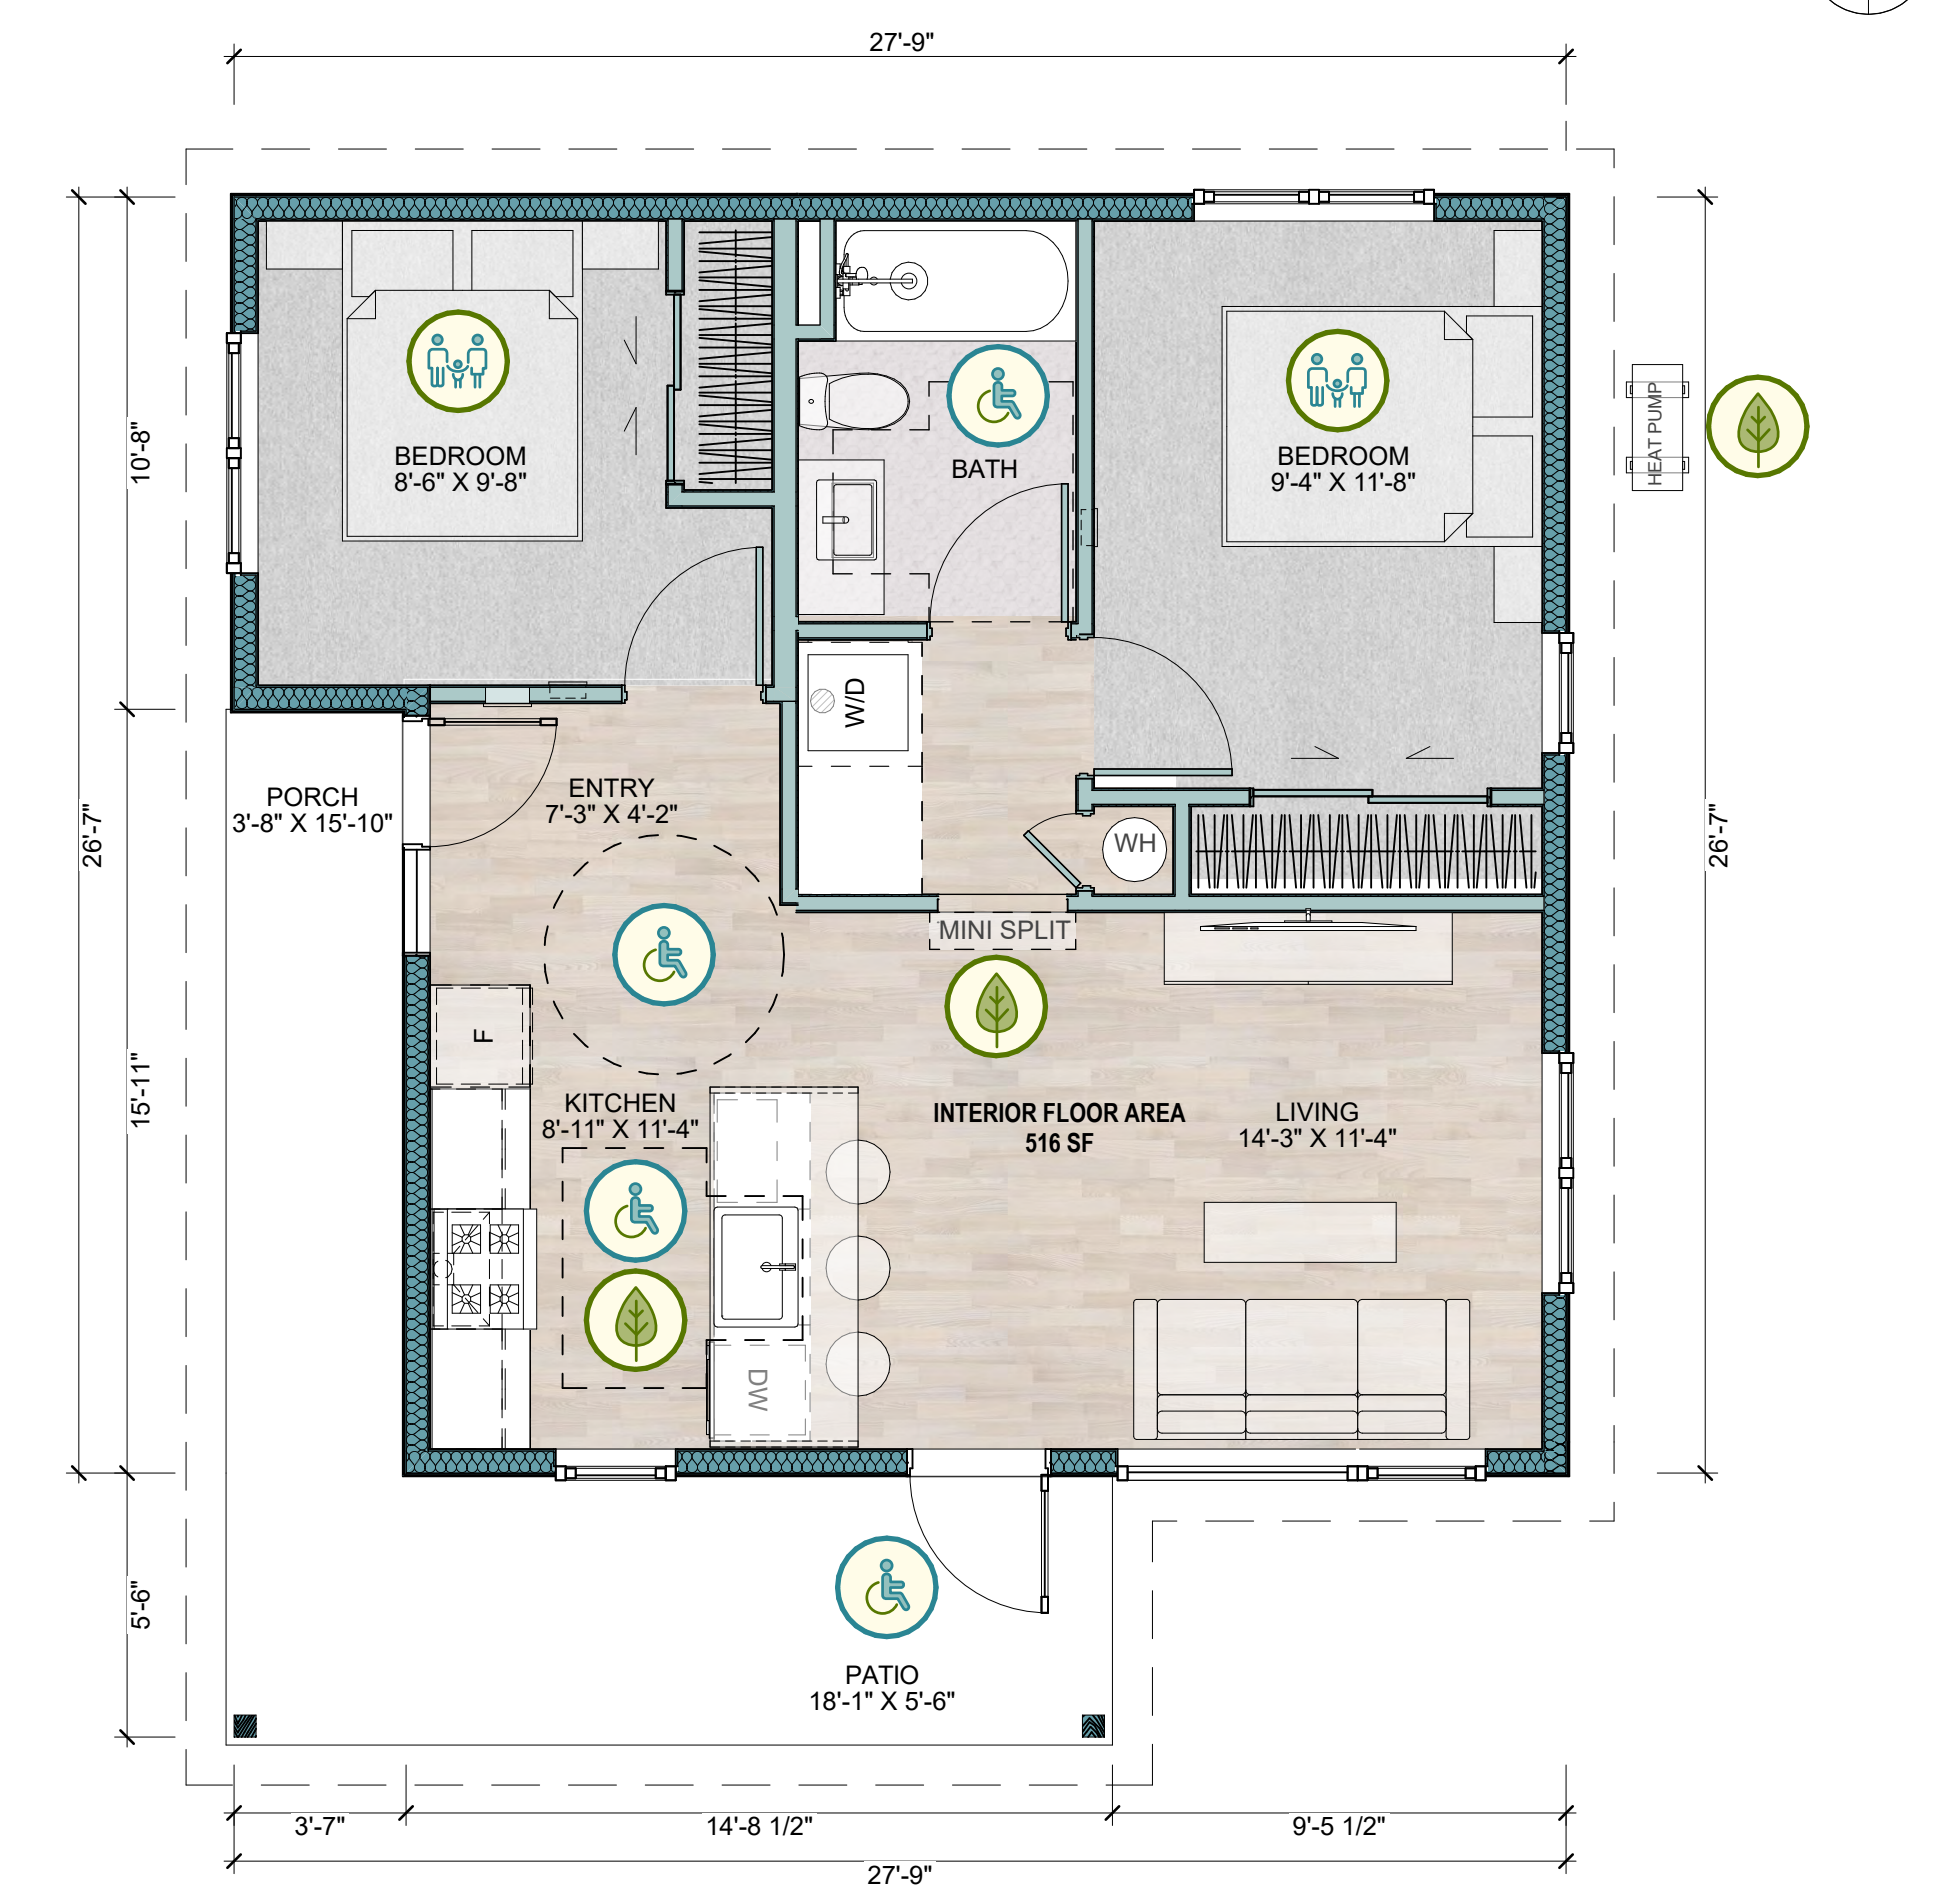 27'-9"
10'-8"
BEDROOM
8'-6" X 9'-8"
BATH
BEDROOM
9'-4" X 11'-8"
HEAT PUMP
W/D
26'-7"
PORCH
3'-8" X 15'-10"
ENTRY
7'-3" X 4'-2"
WH
26'-7"
MINI SPLIT
F
15'-11"
KITCHEN
8'-11" X 11'-4"
INTERIOR FLOOR AREA
516 SF
LIVING
14'-3" X 11'-4"
DW
5'-6"
PATIO
18'-1" X 5'-6"
3'-7"
14'-8 1/2"
9'-5 1/2"
27'-9"